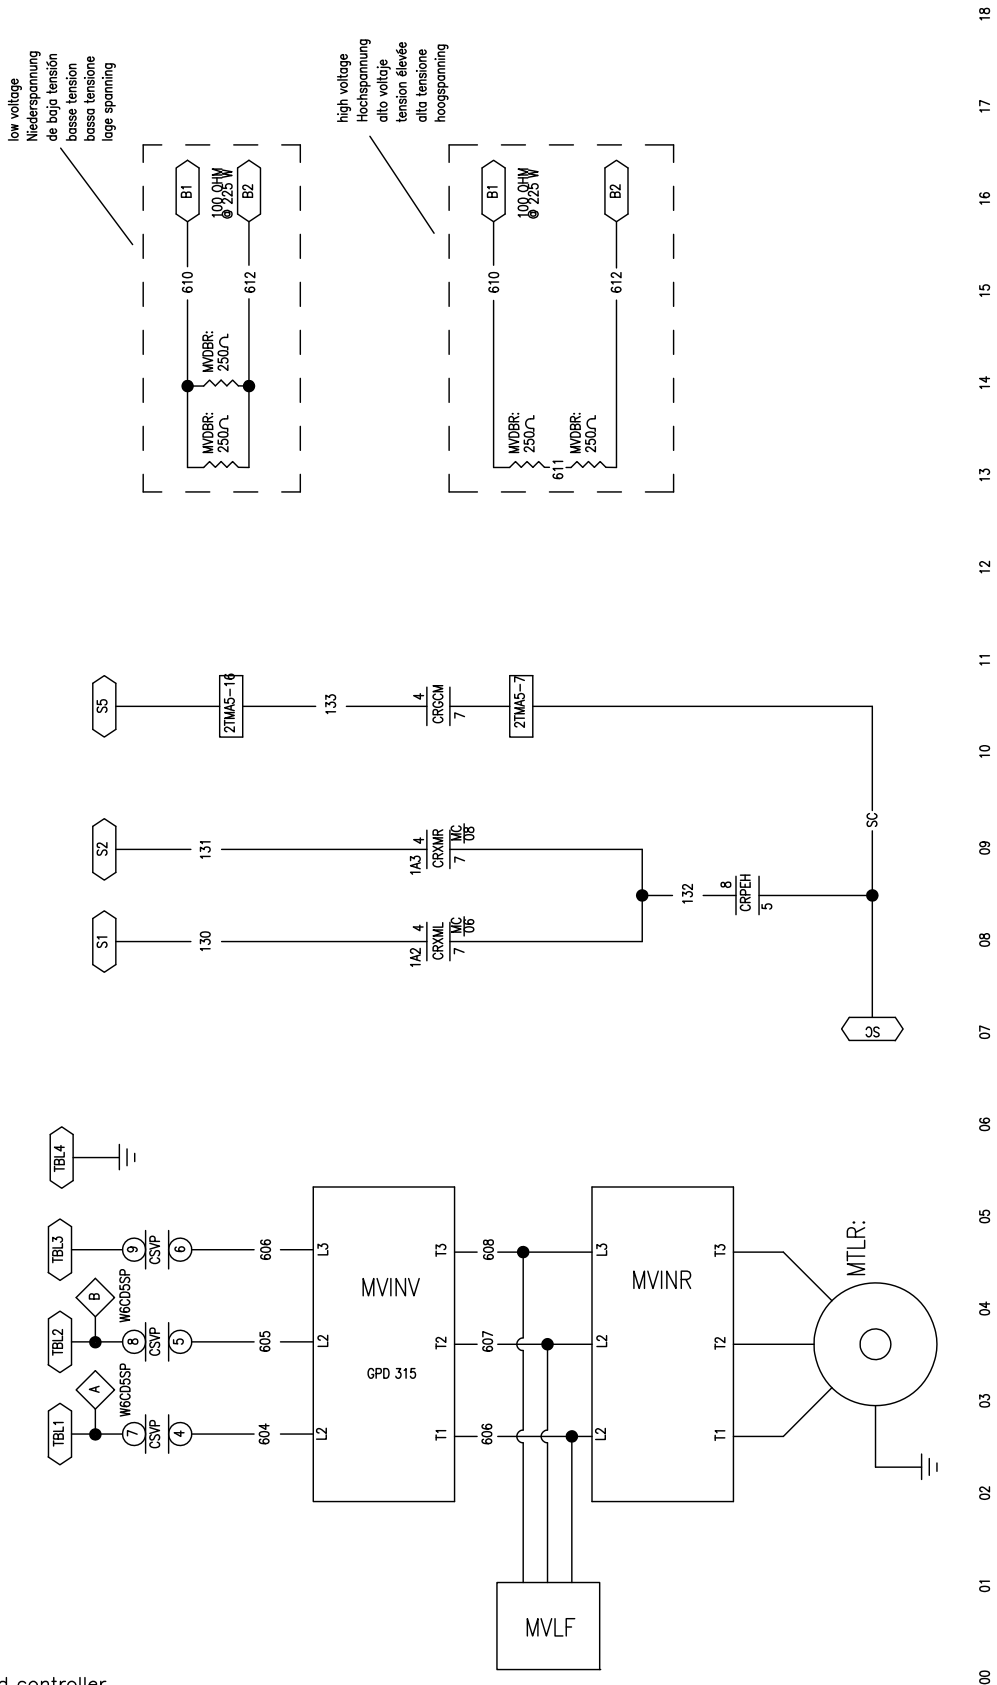 low voltage
Niederspannung
de baja tensión
basse tension
bassa tensione
lage spanning
high voltage
Hochspannung
alto voltaje
tension élevée
alta tensione
hoogspanning
B1
100 OHM
@ 225 W
B2
610
612
MVDBR:
250
MVDBR:
250
B1
100 OHM
@ 225 W
B2
610
612
MVDBR:
250
611
MVDBR:
250
S5
2TMA5-16
133
4
CRGCM
7
2TMA5-7
SC
S2
131
1A3
4
CRXMR
7
MC
08
S1
130
1A2
4
CRXML
7
MC
06
132
8
CRPEH
5
SC
TBL4
TBL3
9
CSVP
6
606
TBL2
B
W6CD5SP
8
CSVP
5
605
TBL1
A
W6CD5SP
7
CSVP
4
604
L3
L2
L2
MVINV
GPD 315
T3
T2
T1
608
607
606
L3
L2
L2
MVINR
T3
T2
T1
MTLR:
MVLF
d controller
00
01
02
03
04
05
06
07
08
09
10
11
12
13
14
15
16
17
18